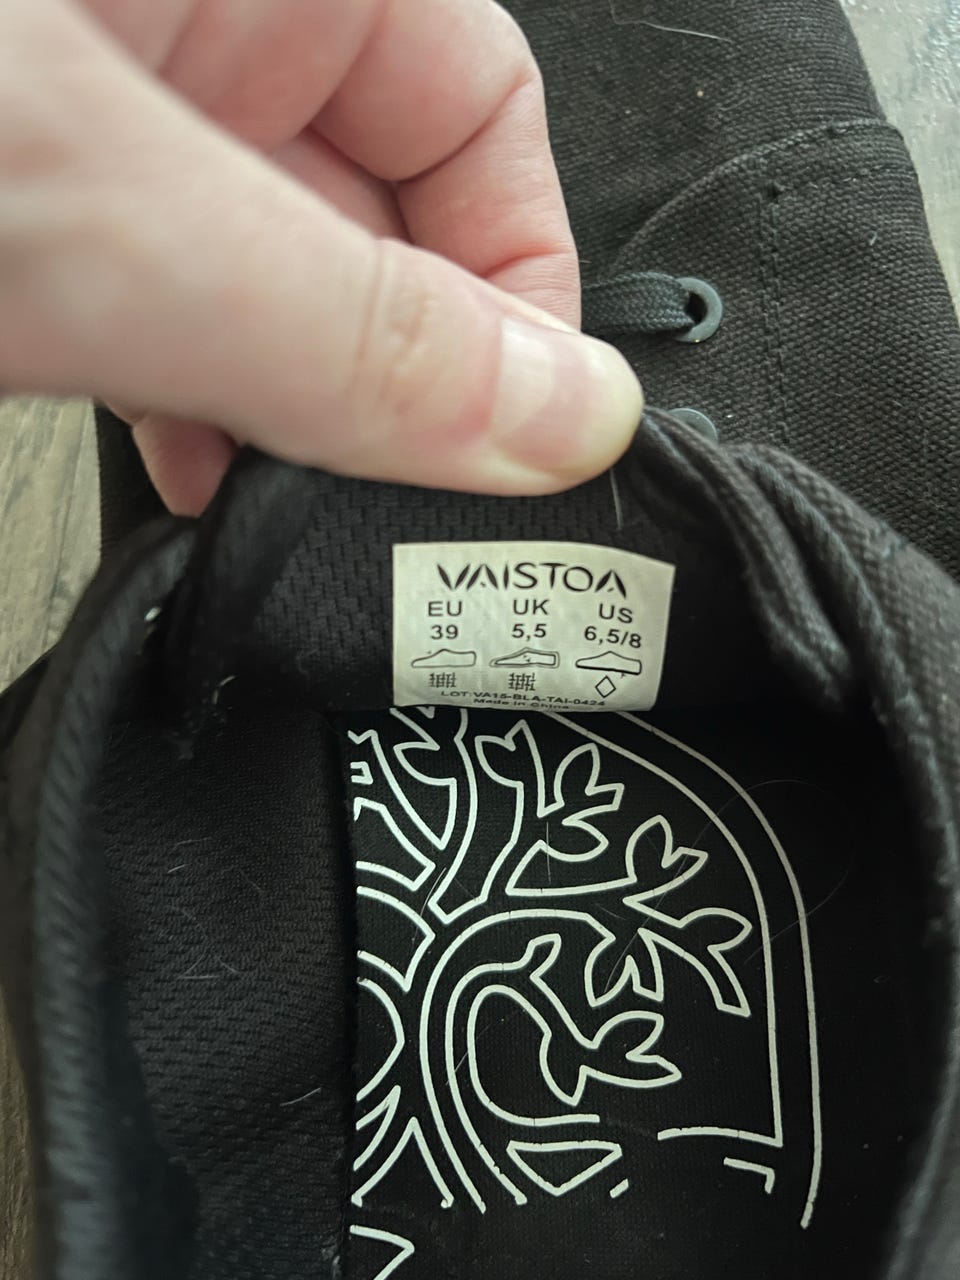 VAISTOA
EU UK US
39 5,5 6,5/8
LOT:VA15-BLA-TAI-0424
Made in China